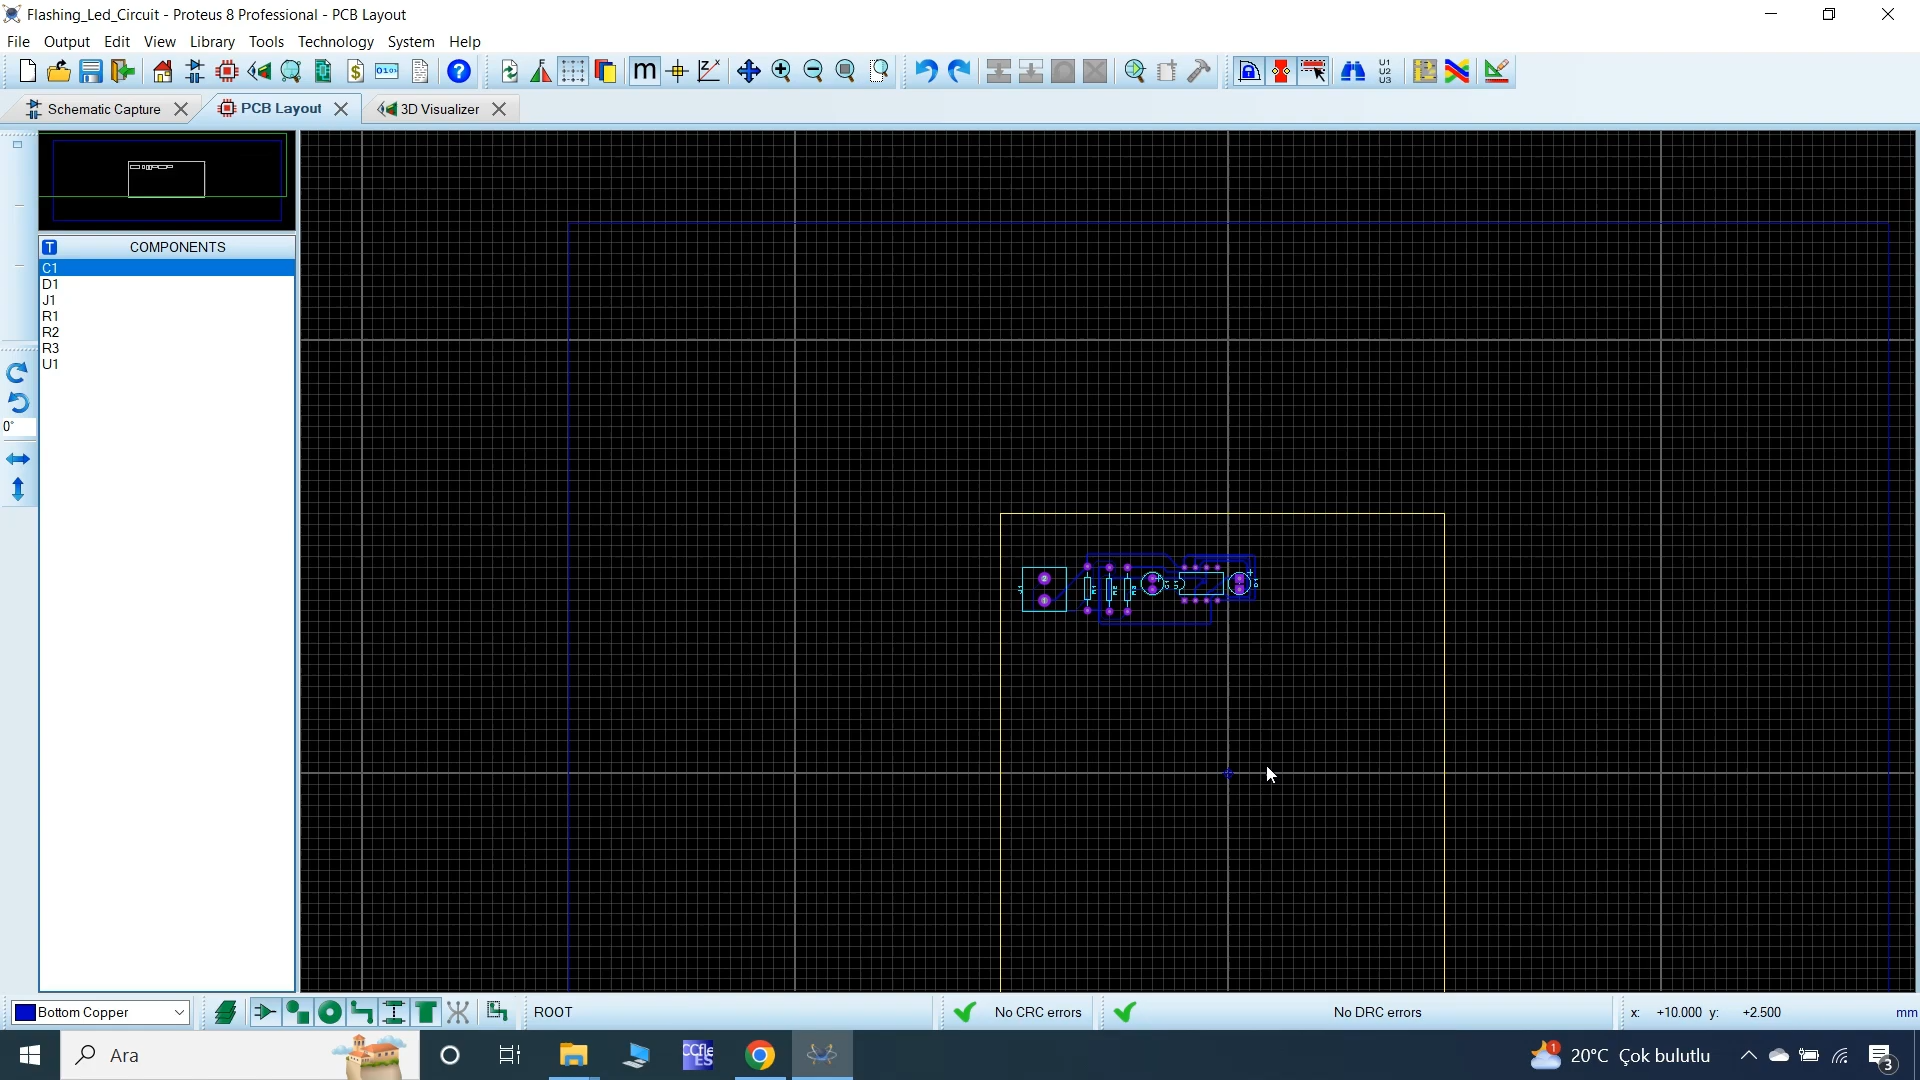 Flashing_Led_Circuit - Proteus 8 Professional - PCB Layout
File Output Edit View Library Tools Technology System Help
Schematic Capture PCB Layout 3D Visualizer
T COMPONENTS
C1
D1
J1
R1
R2
R3
U1
0°
Bottom Copper ROOT No CRC errors No DRC errors x: +10.000 y: +2.500 mm
Ara 20°C Çok bulutlu 3